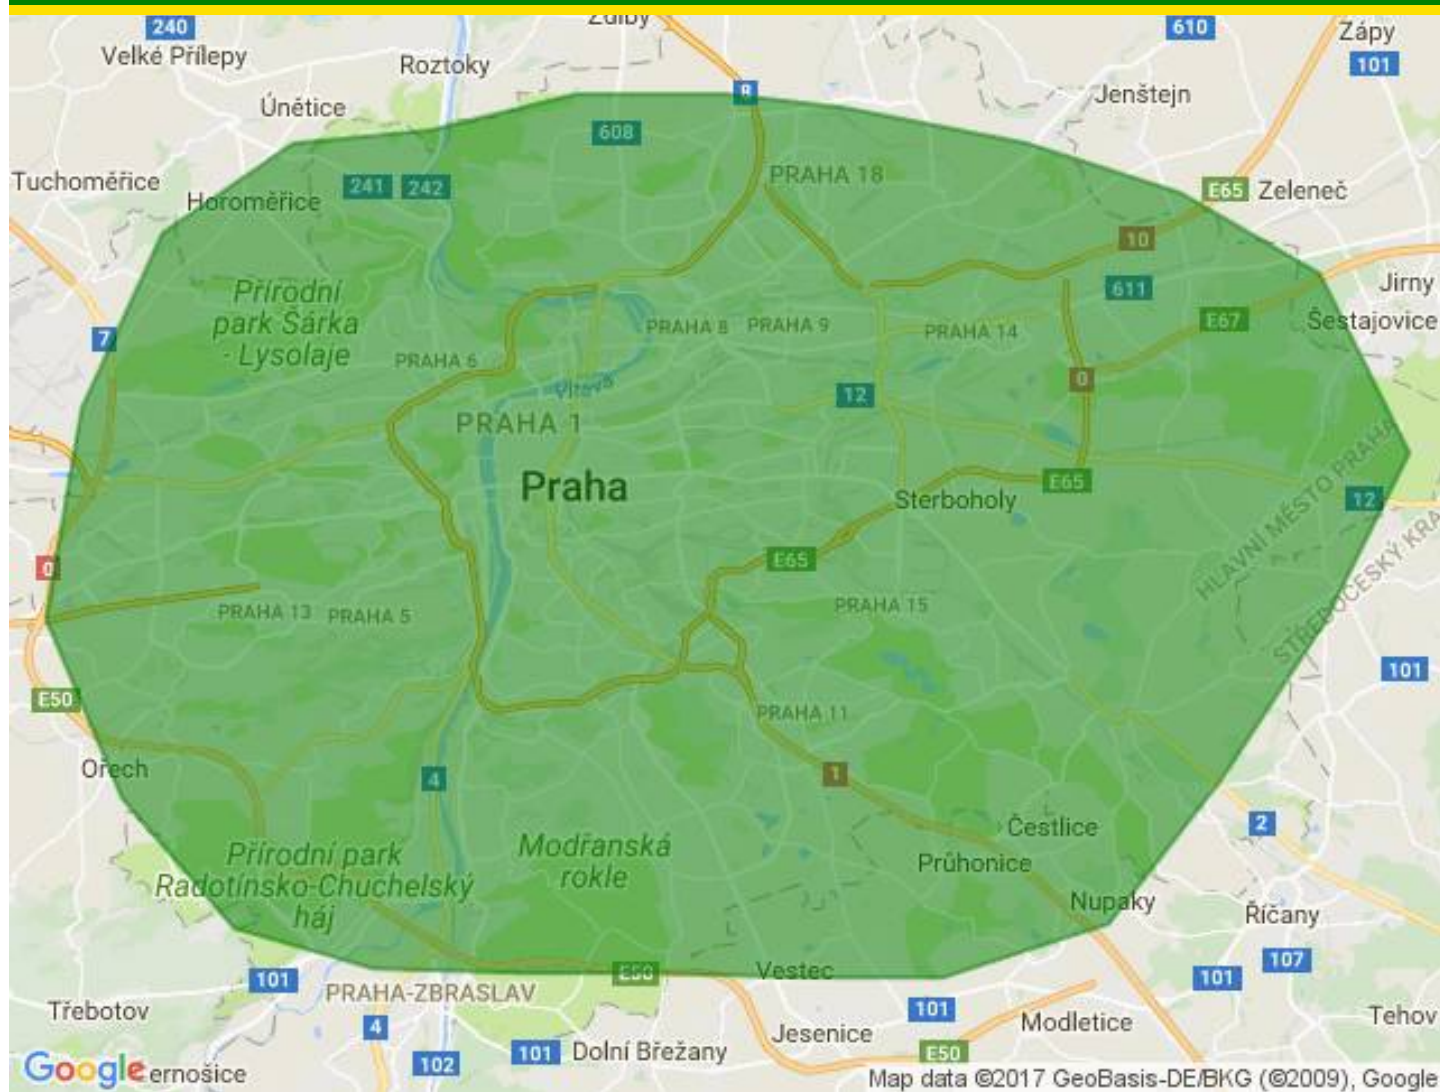 Zdiby
240
610
Zápy
Velké Přílepy
Roztoky
101
8
Jenštejn
Únětice
608
Tuchoměřice
241
242
PRAHA 18
E65
Zeleneč
Horoměřice
10
Přírodní
park Šárka
- Lysolaje
611
Jirny
7
PRAHA 8
PRAHA 9
PRAHA 14
E67
Šestajovice
PRAHA 6
Vltava
12
0
PRAHA 1
Praha
Sterboholy
E65
12
HLAVNÍ MĚSTO PRAHA
STŘEDOČESKÝ KRA
0
E65
PRAHA 13
PRAHA 5
PRAHA 15
E50
101
PRAHA 11
Ořech
4
1
Čestlice
2
Přírodní park
Radotínsko-Chuchelský
háj
Modřanská
rokle
Průhonice
Nupaky
Říčany
101
E50
Vestec
101
107
PRAHA-ZBRASLAV
Třebotov
4
Jesenice
101
Modletice
Tehov
102
101
Dolní Břežany
E50
Google
ernošice
Map data ©2017 GeoBasis-DE/BKG (©2009), Google